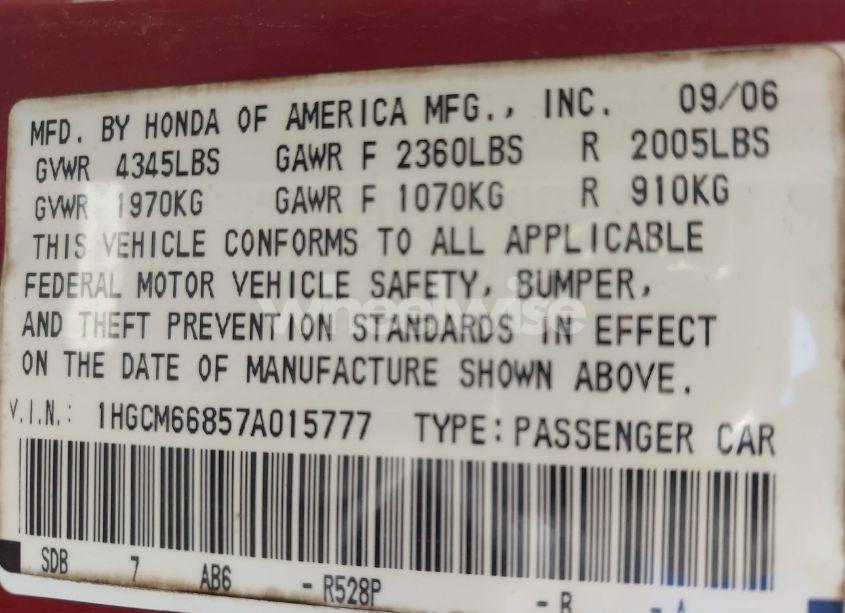 MFD. BY HONDA OF AMERICA MFG., INC. 09/06
GVWR 4345LBS GAWR F 2360LBS R 2005LBS
GVWR 1970KG GAWR F 1070KG R 910KG
THIS VEHICLE CONFORMS TO ALL APPLICABLE
FEDERAL MOTOR VEHICLE SAFETY, BUMPER,
AND THEFT PREVENTION STANDARDS IN EFFECT
ON THE DATE OF MANUFACTURE SHOWN ABOVE.
V.I.N.: 1HGCM66857A015777 TYPE: PASSENGER CAR
SDB 7 AB6 - R528P - B - A
wheelwise